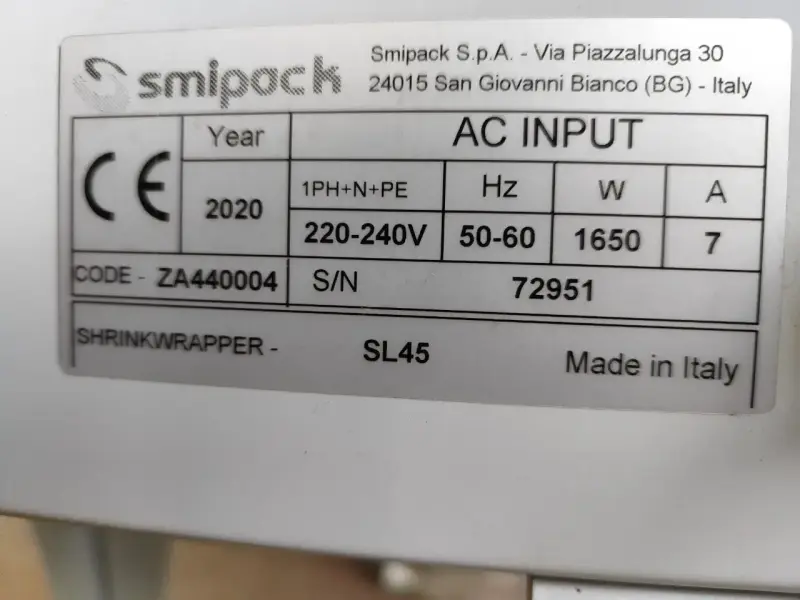 smipack
Smipack S.p.A. - Via Piazzalunga 30
24015 San Giovanni Bianco (BG) - Italy
CE
Year
AC INPUT
2020
1PH+N+PE
Hz
W
A
220-240V
50-60
1650
7
CODE - ZA440004
S/N
72951
SHRINKWRAPPER -
SL45
Made in Italy